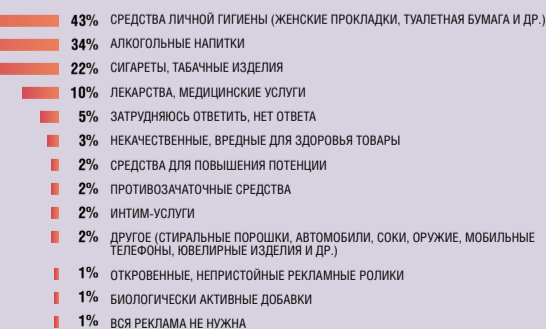 43% СРЕДСТВА ЛИЧНОЙ ГИГИЕНЫ (ЖЕНСКИЕ ПРОКЛАДКИ, ТУАЛЕТНАЯ БУМАГА И ДР.)
34% АЛКОГОЛЬНЫЕ НАПИТКИ
22% СИГАРЕТЫ, ТАБАЧНЫЕ ИЗДЕЛИЯ
10% ЛЕКАРСТВА, МЕДИЦИНСКИЕ УСЛУГИ
5% ЗАТРУДНЯЮСЬ ОТВЕТИТЬ, НЕТ ОТВЕТА
3% НЕКАЧЕСТВЕННЫЕ, ВРЕДНЫЕ ДЛЯ ЗДОРОВЬЯ ТОВАРЫ
2% СРЕДСТВА ДЛЯ ПОВЫШЕНИЯ ПОТЕНЦИИ
2% ПРОТИВОЗАЧАТОЧНЫЕ СРЕДСТВА
2% ИНТИМ-УСЛУГИ
2% ДРУГОЕ (СТИРАЛЬНЫЕ ПОРОШКИ, АВТОМОБИЛИ, СОКИ, ОРУЖИЕ, МОБИЛЬНЫЕ
ТЕЛЕФОНЫ, ЮВЕЛИРНЫЕ ИЗДЕЛИЯ И ДР.)
1% ОТКРОВЕННЫЕ, НЕПРИСТОЙНЫЕ РЕКЛАМНЫЕ РОЛИКИ
1% БИОЛОГИЧЕСКИ АКТИВНЫЕ ДОБАВКИ
1% ВСЯ РЕКЛАМА НЕ НУЖНА